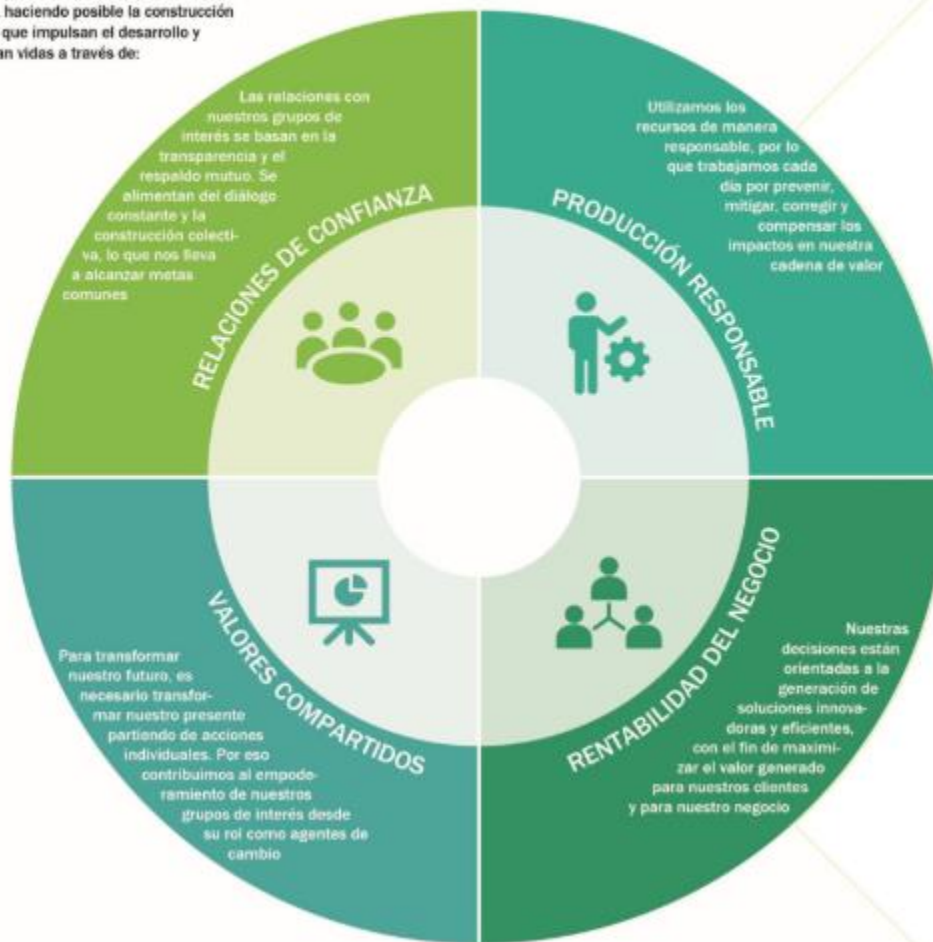 haciendo posible la construcción
que impulsan el desarrollo y
an vidas a través de:
Las relaciones con
nuestros grupos de
interés se basan en la
transparencia y el
respaldo mutuo. Se
alimentan del diálogo
constante y la
construcción colecti-
va, lo que nos lleva
a alcanzar metas
comunes
RELACIONES DE CONFIANZA
Utilizamos los
recursos de manera
responsable, por lo
que trabajamos cada
día por prevenir,
mitigar, corregir y
compensar los
impactos en nuestra
cadena de valor
PRODUCCIÓN RESPONSABLE
Para transformar
nuestro futuro, es
necesario transfor-
mar nuestro presente
partiendo de acciones
individuales. Por eso
contribuimos al empode-
ramiento de nuestros
grupos de interés desde
su rol como agentes de
cambio
VALORES COMPARTIDOS
Nuestras
decisiones están
orientadas a la
generación de
soluciones innova-
doras y eficientes,
con el fin de maximi-
zar el valor generado
para nuestros clientes
y para nuestro negocio
RENTABILIDAD DEL NEGOCIO